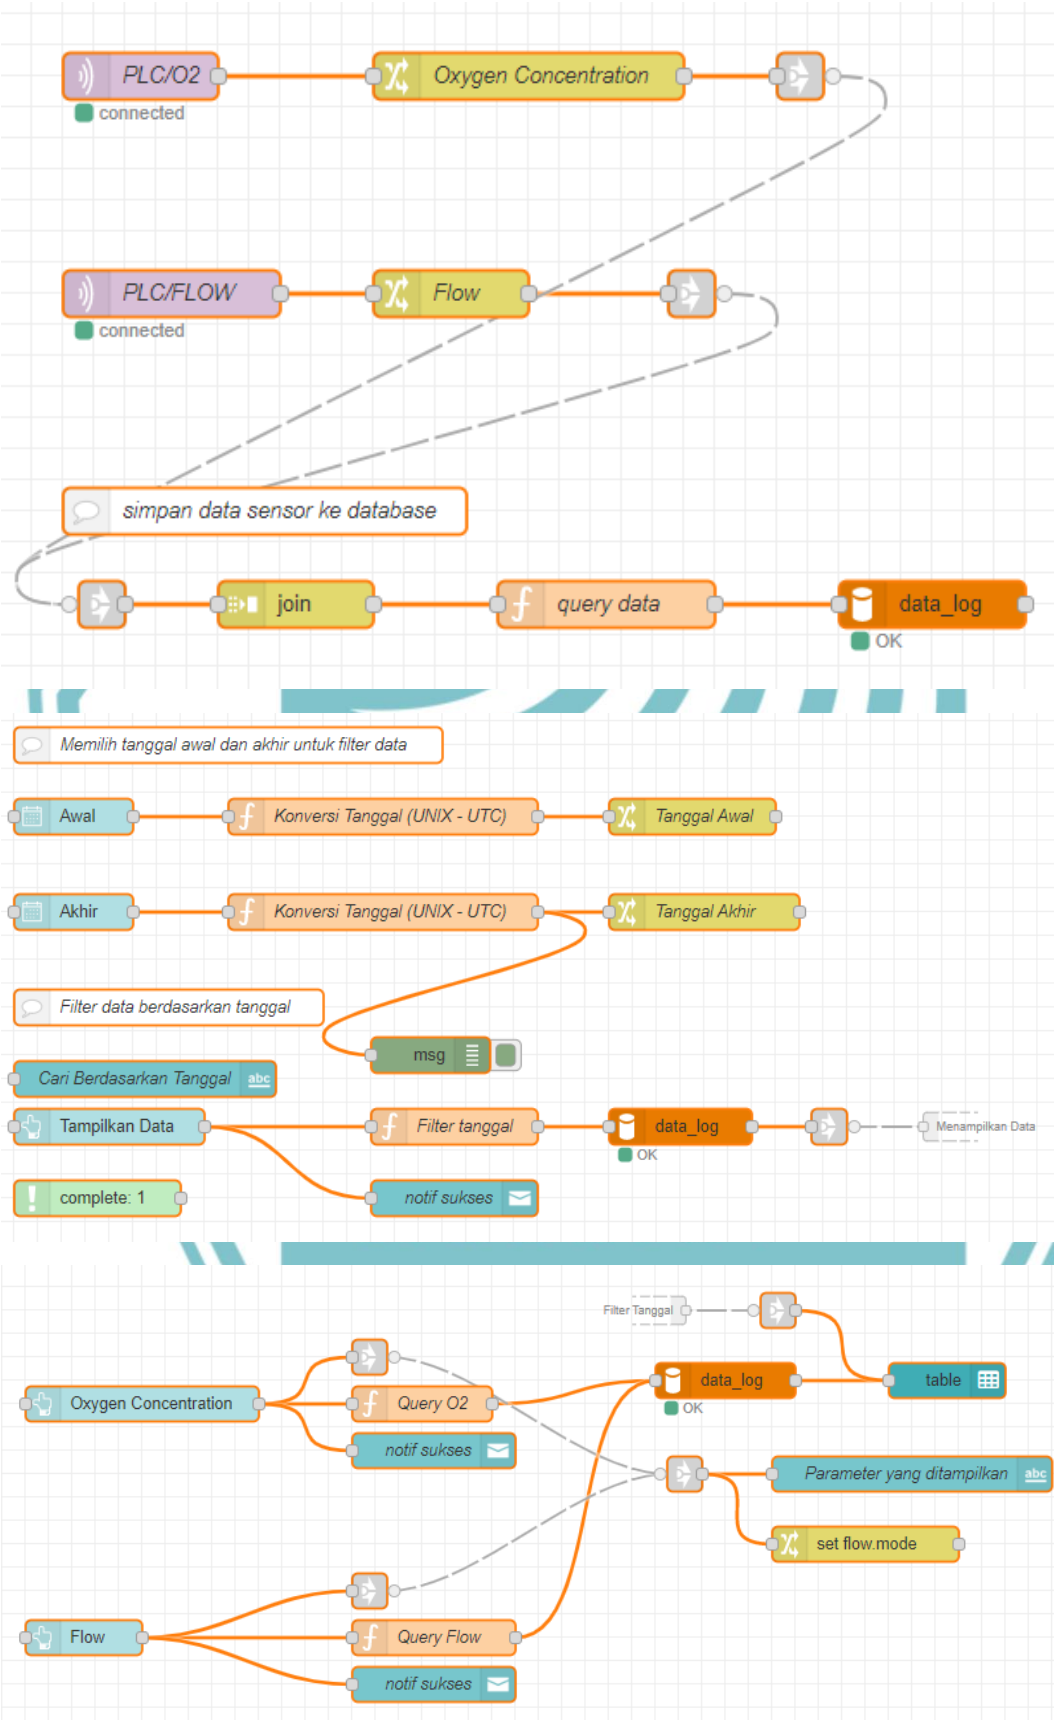 PLC/O2
Oxygen Concentration
connected
PLC/FLOW
Flow
connected
simpan data sensor ke database
join
query data
data_log
OK
Memilih tanggal awal dan akhir untuk filter data
Awal
Konversi Tanggal (UNIX - UTC)
Tanggal Awal
Akhir
Konversi Tanggal (UNIX - UTC)
Tanggal Akhir
Filter data berdasarkan tanggal
msg
Cari Berdasarkan Tanggal
abc
Tampilkan Data
Filter tanggal
data_log
Menampilkan Data
OK
complete: 1
notif sukses
Filter Tanggal
data_log
table
Oxygen Concentration
Query O2
OK
notif sukses
Parameter yang ditampilkan
abc
set flow.mode
Flow
Query Flow
notif sukses